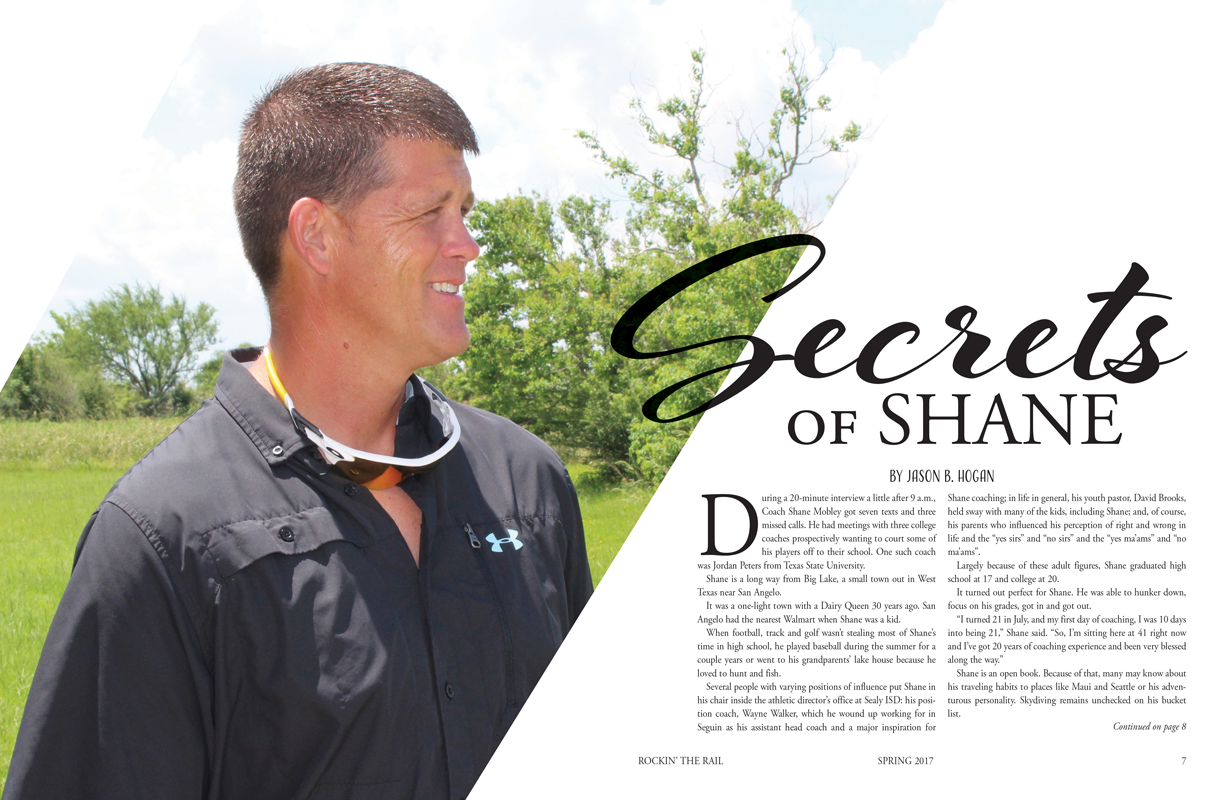 Secrets
OF SHANE
BY JASON B. HOGAN
During a 20-minute interview a little after 9 a.m.,
Coach Shane Mobley got seven texts and three
missed calls. He had meetings with three college
coaches prospectively wanting to court some of
his players off to their school. One such coach
was Jordan Peters from Texas State University.
Shane is a long way from Big Lake, a small town out in West
Texas near San Angelo.
It was a one-light town with a Dairy Queen 30 years ago. San
Angelo had the nearest Walmart when Shane was a kid.
When football, track and golf wasn't stealing most of Shane's
time in high school, he played baseball during the summer for a
couple years or went to his grandparents' lake house because he
loved to hunt and fish.
Several people with varying positions of influence put Shane in
his chair inside the athletic director's office at Sealy ISD: his posi-
tion coach, Wayne Walker, which he wound up working for in
Seguin as his assistant head coach and a major inspiration for
Shane coaching; in life in general, his youth pastor, David Brooks,
held sway with many of the kids, including Shane; and, of course,
his parents who influenced his perception of right and wrong in
life and the "yes sirs" and "no sirs" and the "yes ma'ams" and "no
ma'ams".
Largely because of these adult figures, Shane graduated high
school at 17 and college at 20.
It turned out perfect for Shane. He was able to hunker down,
focus on his grades, got in and got out.
"I turned 21 in July, and my first day of coaching, I was 10 days
into being 21," Shane said. "So, I'm sitting here at 41 right now
and I've got 20 years of coaching experience and been very blessed
along the way."
Shane is an open book. Because of that, many may know about
his traveling habits to places like Maui and Seattle or his adven-
turous personality. Skydiving remains unchecked on his bucket
list.
Continued on page 8
ROCKIN' THE RAIL
SPRING 2017
7